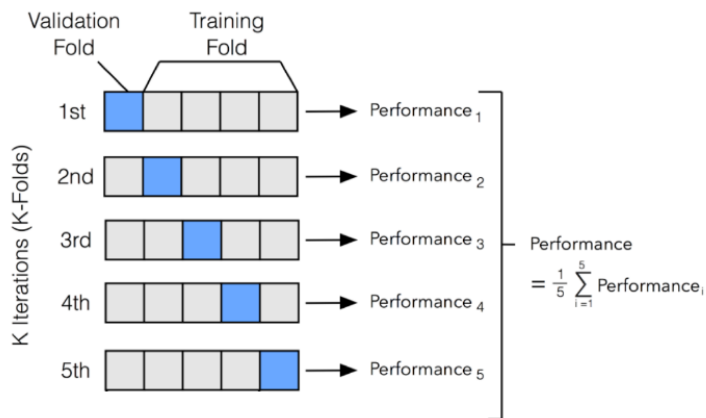 Validation
Fold
Training
Fold
K Iterations (K-Folds)
1st
Performance 1
2nd
Performance 2
3rd
Performance 3
4th
Performance 4
5th
Performance 5
Performance
= 1/5 5∑i=1 Performance i